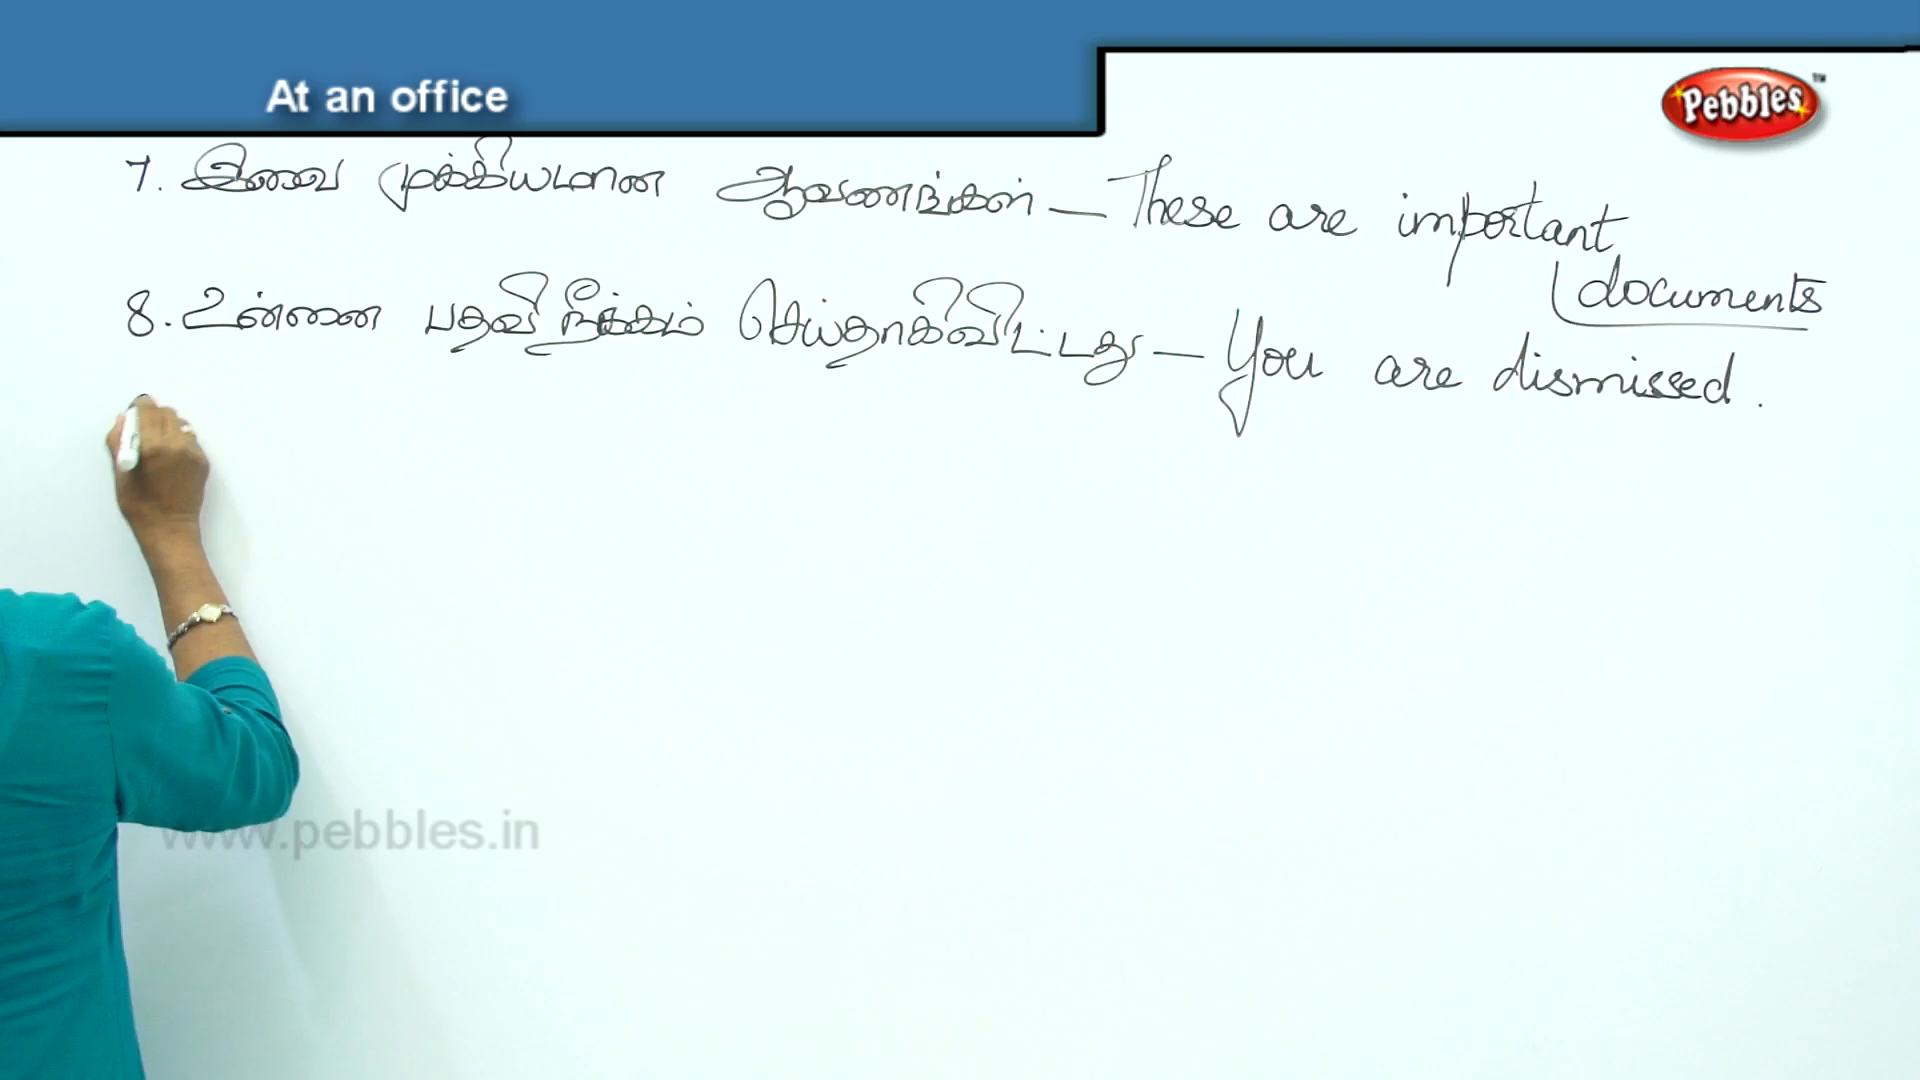 At an office
Pebbles™
7. இவை முக்கியமான ஆவணங்கள் – These are important
documents
8. உன்னை பதவி நீக்கம் செய்தாகிவிட்டது – You are dismissed.
www.pebbles.in